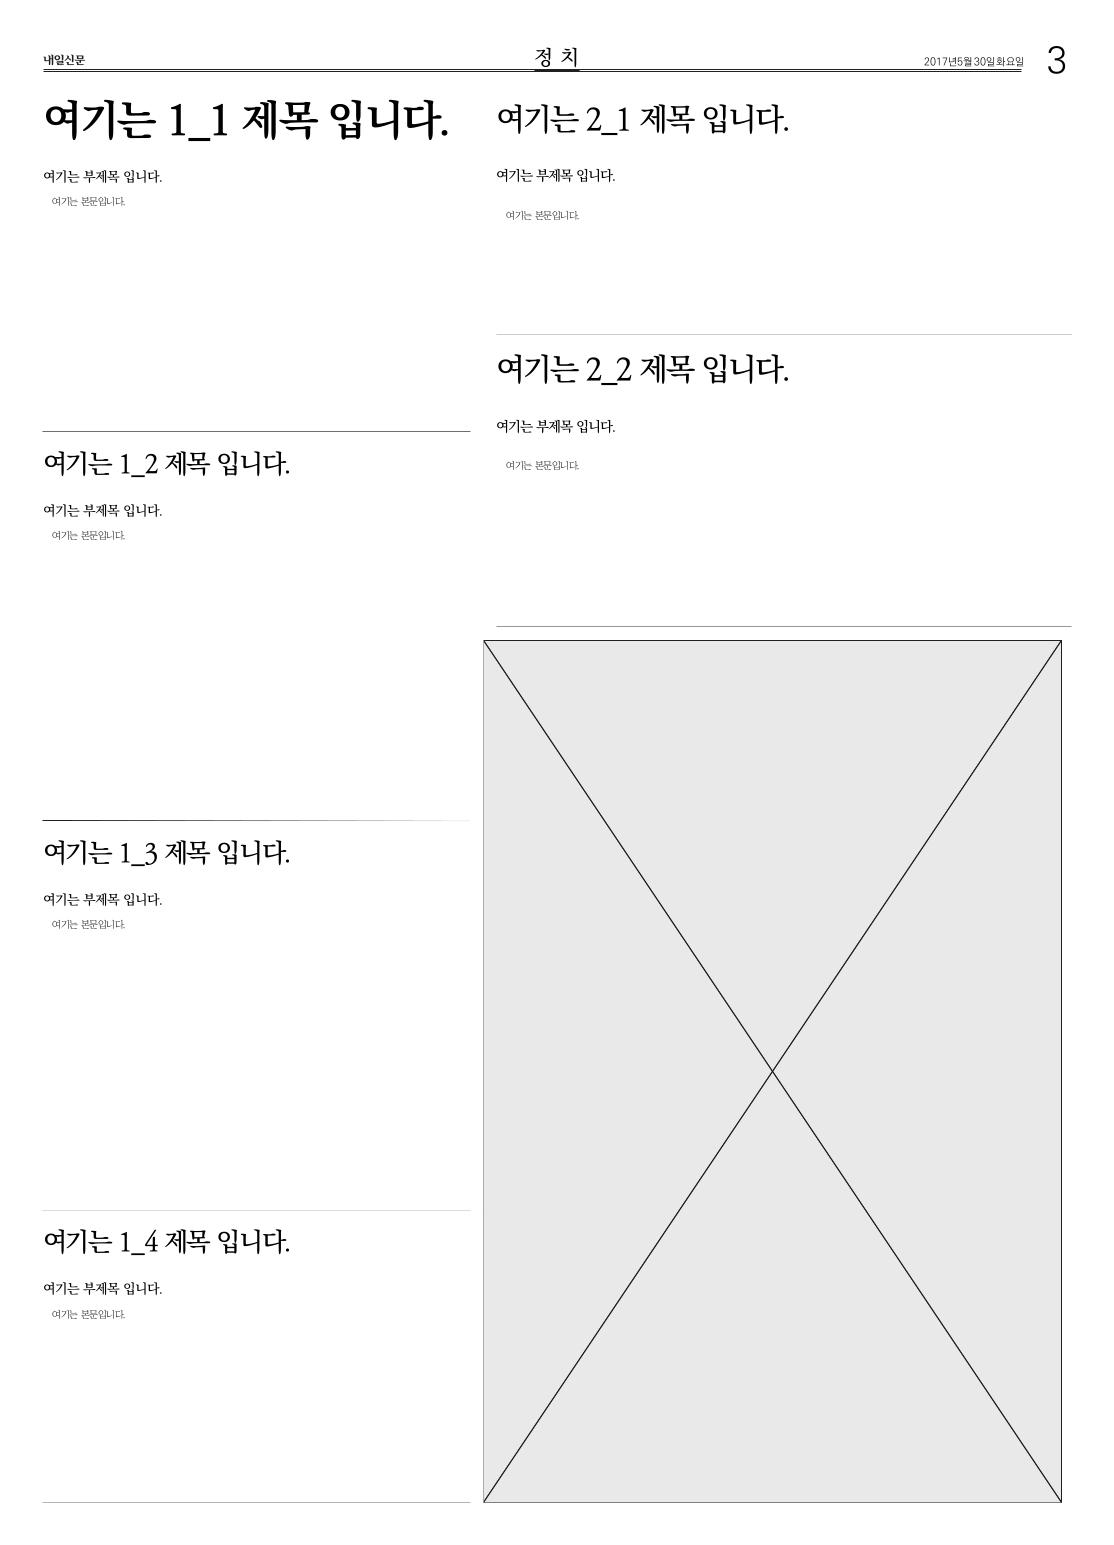 내일신문
정 치
2017년5월30일화요일
3
여기는 1_1 제목 입니다.
여기는 부제목 입니다.
여기는 본문입니다.
여기는 1_2 제목 입니다.
여기는 부제목 입니다.
여기는 본문입니다.
여기는 1_3 제목 입니다.
여기는 부제목 입니다.
여기는 본문입니다.
여기는 1_4 제목 입니다.
여기는 부제목 입니다.
여기는 본문입니다.
여기는 2_1 제목 입니다.
여기는 부제목 입니다.
여기는 본문입니다.
여기는 2_2 제목 입니다.
여기는 부제목 입니다.
여기는 본문입니다.